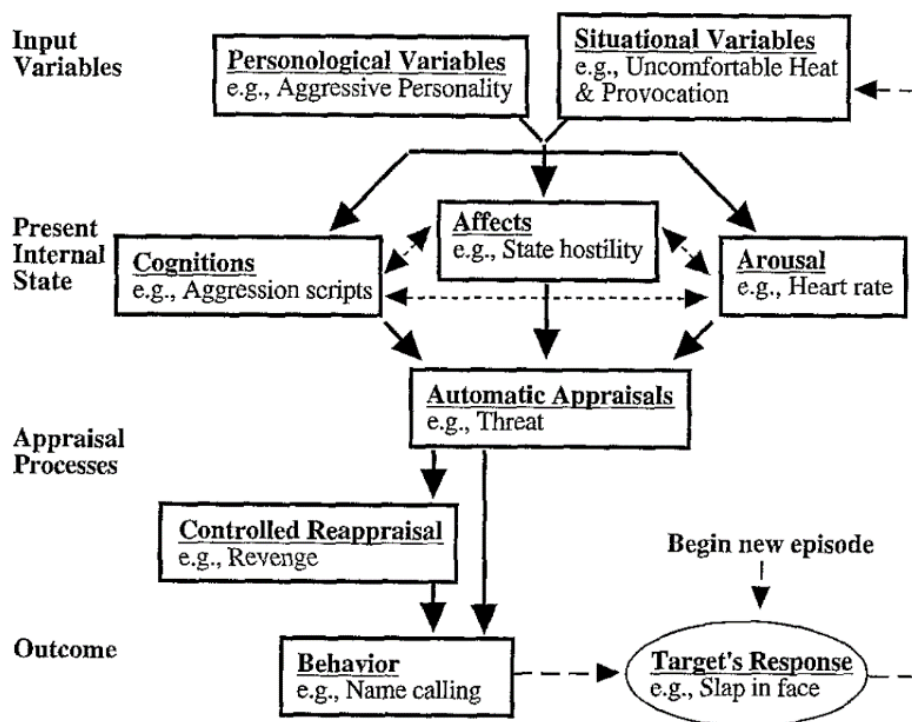 Input
Variables
Personological Variables
e.g., Aggressive Personality
Situational Variables
e.g., Uncomfortable Heat
& Provocation
Present
Internal
State
Cognitions
e.g., Aggression scripts
Affects
e.g., State hostility
Arousal
e.g., Heart rate
Automatic Appraisals
e.g., Threat
Appraisal
Processes
Controlled Reappraisal
e.g., Revenge
Begin new episode
Outcome
Behavior
e.g., Name calling
Target's Response
e.g., Slap in face